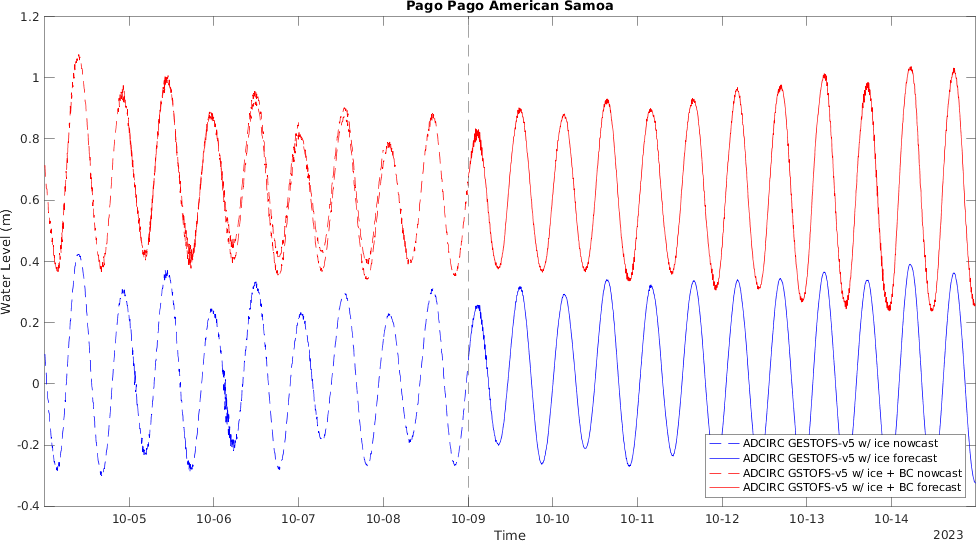 Pago Pago American Samoa
Water Level (m)
1.2
1
0.8
0.6
0.4
0.2
0
-0.2
-0.4
ADCIRC GESTOFS-v5 w/ ice nowcast
ADCIRC GESTOFS-v5 w/ ice forecast
ADCIRC GSTOFS-v5 w/ ice + BC nowcast
ADCIRC GSTOFS-v5 w/ ice + BC forecast
10-05 10-06 10-07 10-08 10-09 10-10 10-11 10-12 10-13 10-14
Time
2023